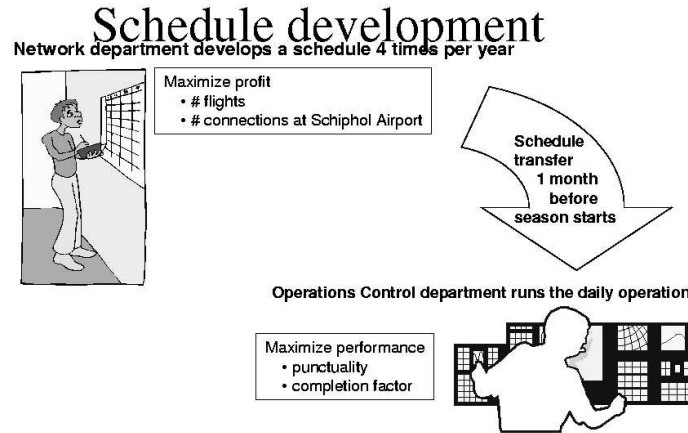 Schedule development
Network department develops a schedule 4 times per year
Maximize profit
• # flights
• # connections at Schiphol Airport
Schedule
transfer
1 month
before
season starts
Operations Control department runs the daily operation
Maximize performance
• punctuality
• completion factor